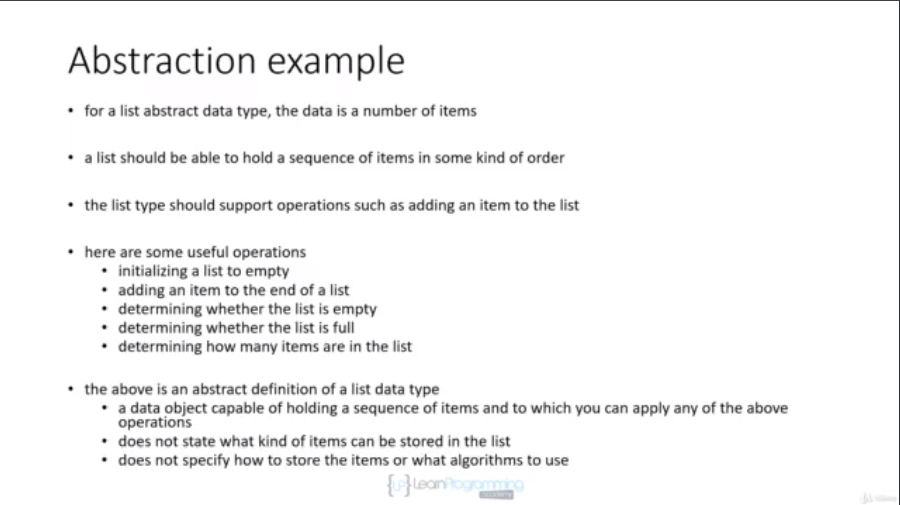 Abstraction example
• for a list abstract data type, the data is a number of items
• a list should be able to hold a sequence of items in some kind of order
• the list type should support operations such as adding an item to the list
• here are some useful operations
• initializing a list to empty
• adding an item to the end of a list
• determining whether the list is empty
• determining whether the list is full
• determining how many items are in the list
• the above is an abstract definition of a list data type
• a data object capable of holding a sequence of items and to which you can apply any of the above
operations
• does not state what kind of items can be stored in the list
• does not specify how to store the items or what algorithms to use
{LP} LearnProgramming
academy